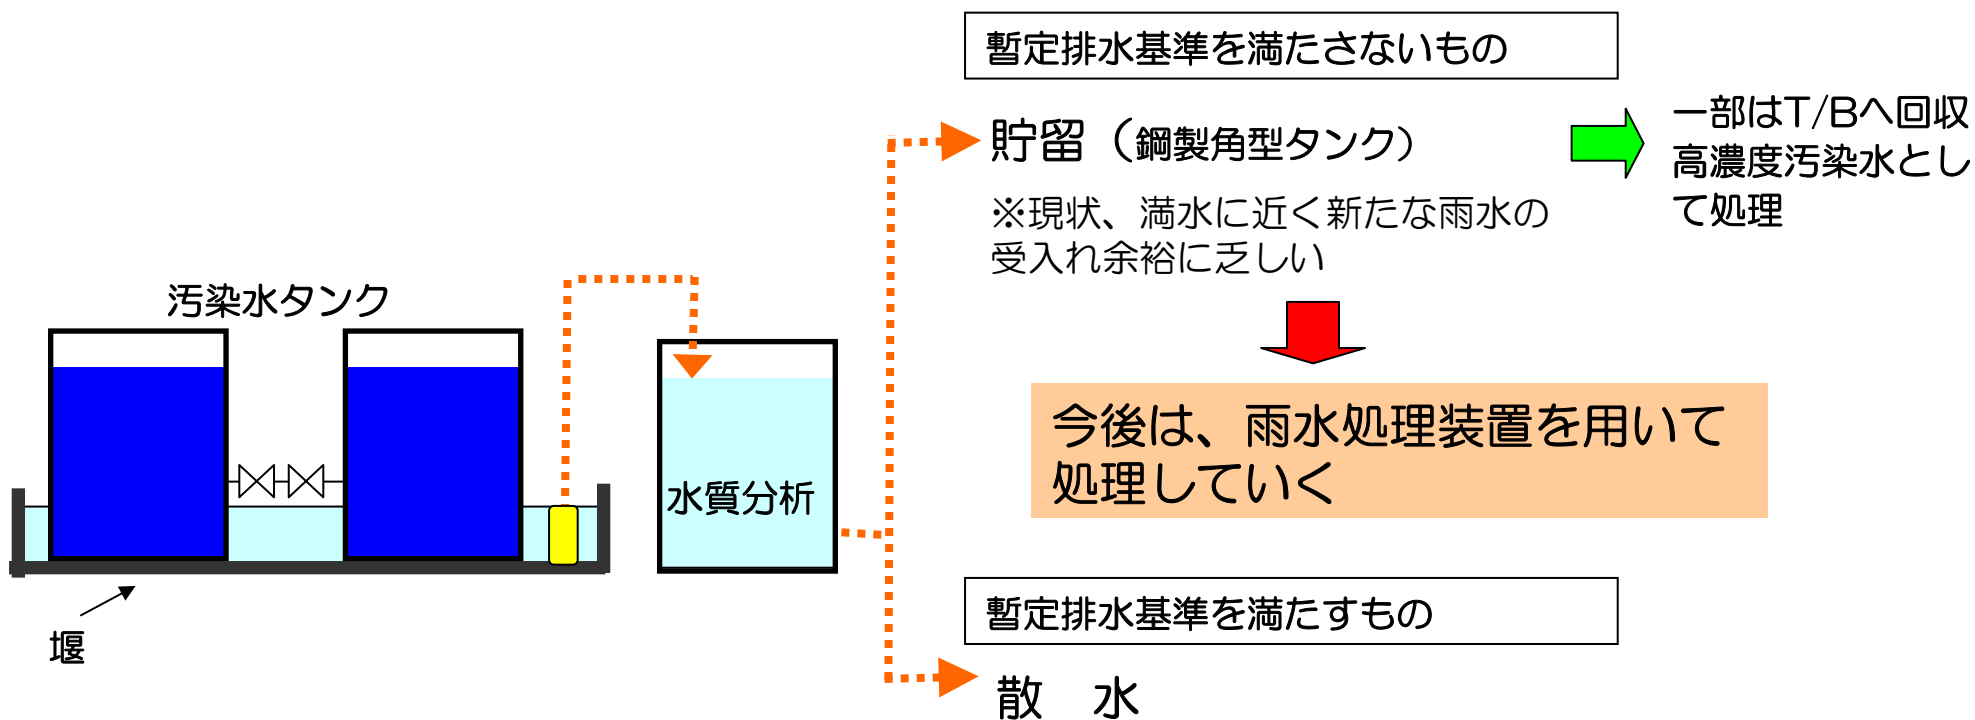 暫定排水基準を満たさないもの
貯留（鋼製角型タンク）
一部はT/Bへ回収
高濃度汚染水とし
て処理
※現状、満水に近く新たな雨水の
受入れ余裕に乏しい
汚染水タンク
今後は、雨水処理装置を用いて
処理していく
水質分析
堰
暫定排水基準を満たすもの
散　水